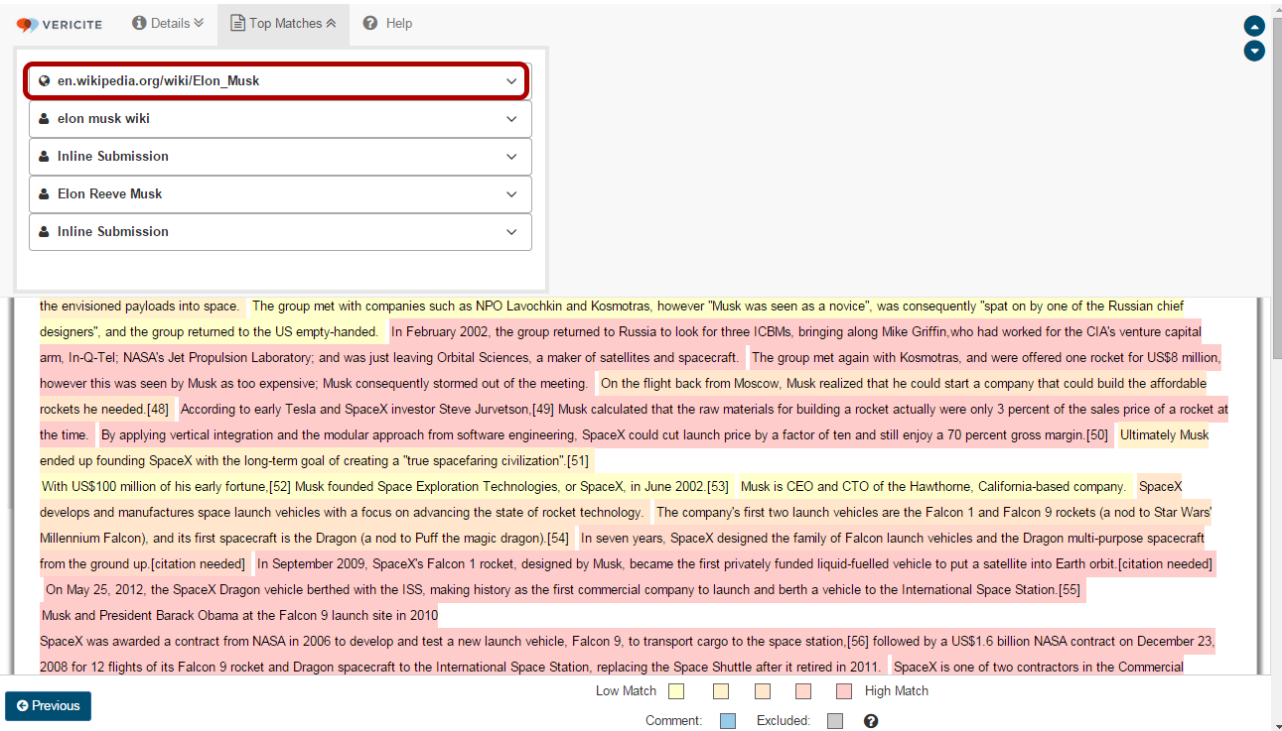 VERICITE Details Top Matches Help
en.wikipedia.org/wiki/Elon_Musk
elon musk wiki
Inline Submission
Elon Reeve Musk
Inline Submission
the envisioned payloads into space. The group met with companies such as NPO Lavochkin and Kosmotras, however "Musk was seen as a novice", was consequently "spat on by one of the Russian chief
designers", and the group returned to the US empty-handed. In February 2002, the group returned to Russia to look for three ICBMs, bringing along Mike Griffin,who had worked for the CIA's venture capital
arm, In-Q-Tel; NASA's Jet Propulsion Laboratory; and was just leaving Orbital Sciences, a maker of satellites and spacecraft. The group met again with Kosmotras, and were offered one rocket for US$8 million,
however this was seen by Musk as too expensive; Musk consequently stormed out of the meeting. On the flight back from Moscow, Musk realized that he could start a company that could build the affordable
rockets he needed.[48] According to early Tesla and SpaceX investor Steve Jurvetson,[49] Musk calculated that the raw materials for building a rocket actually were only 3 percent of the sales price of a rocket at
the time. By applying vertical integration and the modular approach from software engineering, SpaceX could cut launch price by a factor of ten and still enjoy a 70 percent gross margin.[50] Ultimately Musk
ended up founding SpaceX with the long-term goal of creating a "true spacefaring civilization".[51]
With US$100 million of his early fortune,[52] Musk founded Space Exploration Technologies, or SpaceX, in June 2002.[53] Musk is CEO and CTO of the Hawthorne, California-based company. SpaceX
develops and manufactures space launch vehicles with a focus on advancing the state of rocket technology. The company's first two launch vehicles are the Falcon 1 and Falcon 9 rockets (a nod to Star Wars'
Millennium Falcon), and its first spacecraft is the Dragon (a nod to Puff the magic dragon).[54] In seven years, SpaceX designed the family of Falcon launch vehicles and the Dragon multi-purpose spacecraft
from the ground up.[citation needed] In September 2009, SpaceX's Falcon 1 rocket, designed by Musk, became the first privately funded liquid-fuelled vehicle to put a satellite into Earth orbit.[citation needed]
On May 25, 2012, the SpaceX Dragon vehicle berthed with the ISS, making history as the first commercial company to launch and berth a vehicle to the International Space Station.[55]
Musk and President Barack Obama at the Falcon 9 launch site in 2010
SpaceX was awarded a contract from NASA in 2006 to develop and test a new launch vehicle, Falcon 9, to transport cargo to the space station,[56] followed by a US$1.6 billion NASA contract on December 23,
2008 for 12 flights of its Falcon 9 rocket and Dragon spacecraft to the International Space Station, replacing the Space Shuttle after it retired in 2011. SpaceX is one of two contractors in the Commercial
Low Match High Match
Previous
Comment: Excluded: